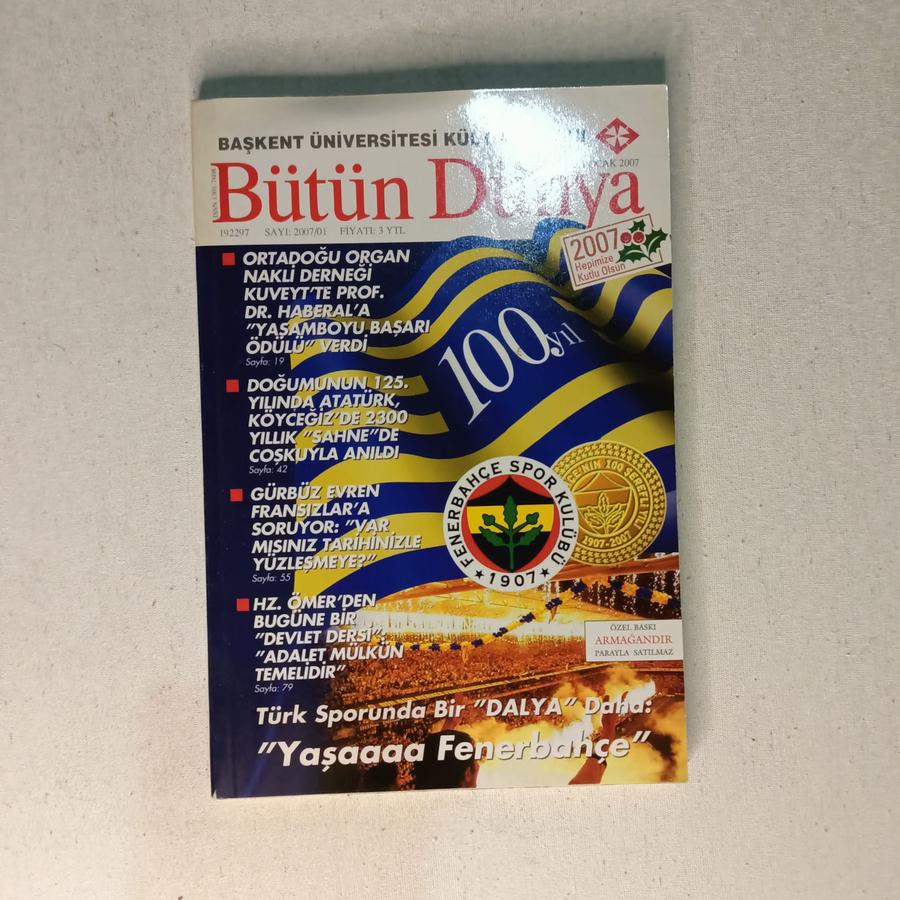 BAŞKENT ÜNİVERSİTESİ
Bütün Dünya
OCAK 2007
192297 SAYI: 2007/01 FİYATI: 3 YTL
2007
Hepimize
Kutlu Olsun
ORTADOĞU ORGAN
NAKLİ DERNEĞİ
KUVEYT'TE PROF.
DR. HABERAL'A
"YAŞAMBOYU BAŞARI
ÖDÜLÜ" VERDİ
Sayfa: 19
100.yıl
DOĞUMUNUN 125.
YILINDA ATATÜRK,
KÖYCEĞİZ'DE 2300
YILLIK "SAHNE"DE
COŞKUYLA ANILDI
Sayfa: 42
GÜRBÜZ EVREN
FRANSIZLAR'A
SORUYOR: "VAR
MISINIZ TARİHİNİZLE
YÜZLEŞMEYE?"
Sayfa: 55
FENERBAHÇE SPOR KULÜBÜ
★ 1907 ★
1907-2007
HZ. ÖMER'DEN
BUGÜNE BİR
"DEVLET DERSİ":
"ADALET MÜLKÜN
TEMELİDİR"
Sayfa: 79
ÖZEL BASKI
ARMAĞANDIR
PARAYLA SATILMAZ
Türk Sporunda Bir "DALYA" Daha:
"Yaşaaaa Fenerbahçe"